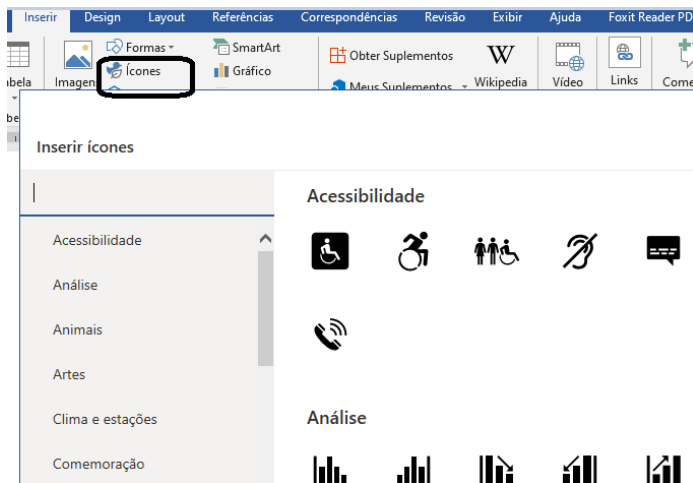 Inserir Design Layout Referências Correspondências Revisão Exibir Ajuda Foxit Reader PD
Formas SmartArt Obter Suplementos W
Imagen Ícones Gráfico Meus Suplementos Wikipedia Vídeo Links Come
Inserir ícones
Acessibilidade
Acessibilidade
Análise
Animais
Artes
Clima e estações
Análise
Comemoração